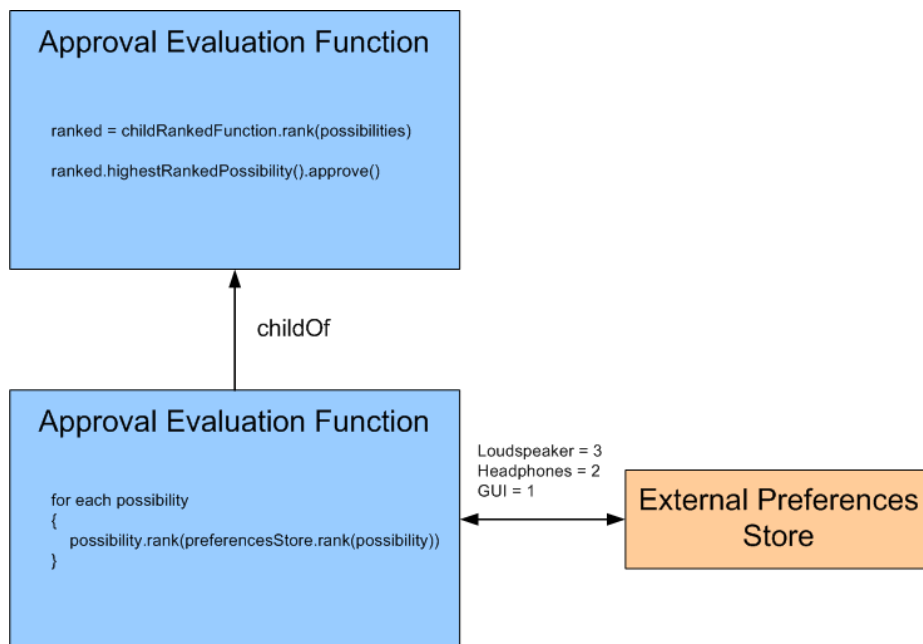 Approval Evaluation Function
ranked = childRankedFunction.rank(possibilities)
ranked.highestRankedPossibility().approve()
childOf
Approval Evaluation Function
for each possibility
{
possibility.rank(preferencesStore.rank(possibility))
}
Loudspeaker = 3
Headphones = 2
GUI = 1
External Preferences
Store